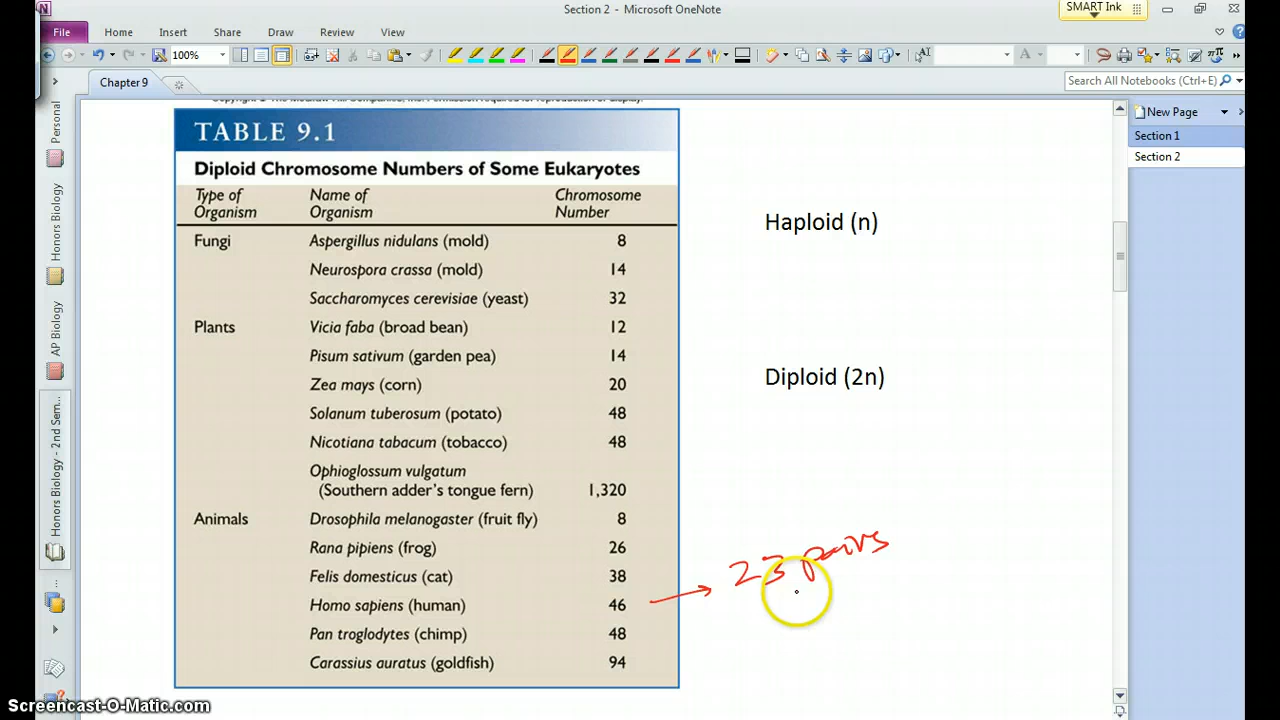 Section 2 - Microsoft OneNote
SMART Ink
File Home Insert Share Draw Review View
100%
Chapter 9
Search All Notebooks (Ctrl+E)
New Page
Section 1
Section 2
Personal
Honors Biology
AP Biology
Honors Biology - 2nd Sem...
TABLE 9.1
Diploid Chromosome Numbers of Some Eukaryotes
Type of Organism Name of Organism Chromosome Number
Fungi Aspergillus nidulans (mold) 8
Neurospora crassa (mold) 14
Saccharomyces cerevisiae (yeast) 32
Plants Vicia faba (broad bean) 12
Pisum sativum (garden pea) 14
Zea mays (corn) 20
Solanum tuberosum (potato) 48
Nicotiana tabacum (tobacco) 48
Ophioglossum vulgatum
(Southern adder's tongue fern) 1,320
Animals Drosophila melanogaster (fruit fly) 8
Rana pipiens (frog) 26
Felis domesticus (cat) 38
Homo sapiens (human) 46
Pan troglodytes (chimp) 48
Carassius auratus (goldfish) 94
Haploid (n)
Diploid (2n)
23 pairs
Screencast-O-Matic.com